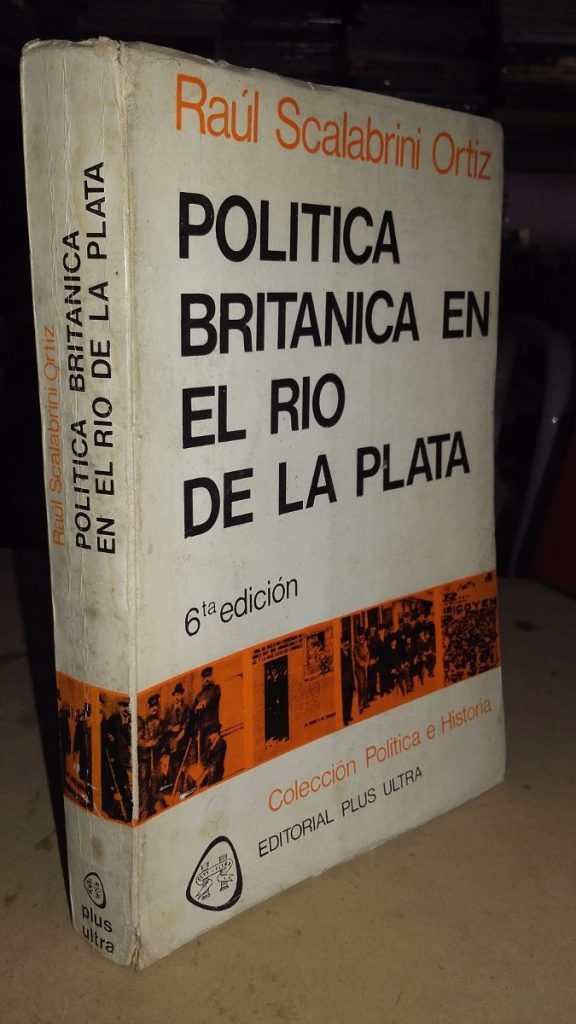 Raúl Scalabrini Ortiz
POLITICA
BRITANICA EN
EL RIO
DE LA PLATA
6ta edición
IRIGOYEN
Colección Política e Historia
EDITORIAL PLUS ULTRA
Raúl Scalabrini Ortiz
POLITICA BRITANICA
EN EL RIO DE LA PLATA
plus
ultra